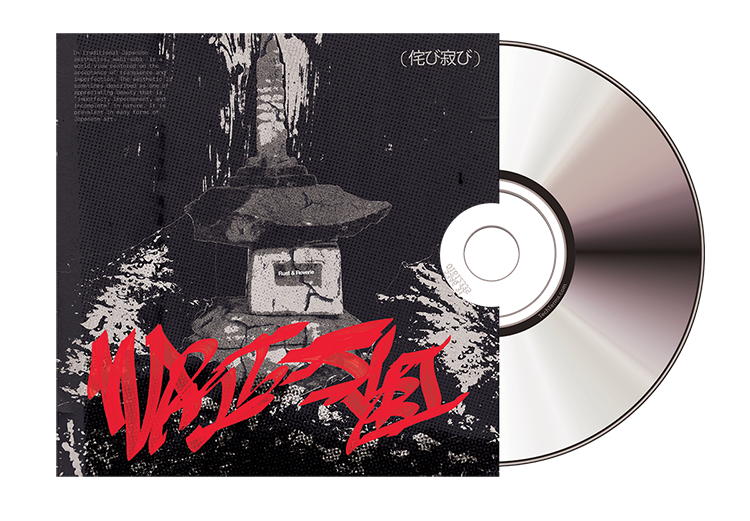 In traditional Japanese
aesthetics, wabi-sabi is a
world view centered on the
acceptance of transience and
imperfection. The aesthetic is
sometimes described as one of
appreciating beauty that is
"imperfect, impermanent, and
incomplete" in nature. It is
prevalent in many forms of
Japanese art.
(侘び寂び)
Rust & Reverie
WABI-SABI